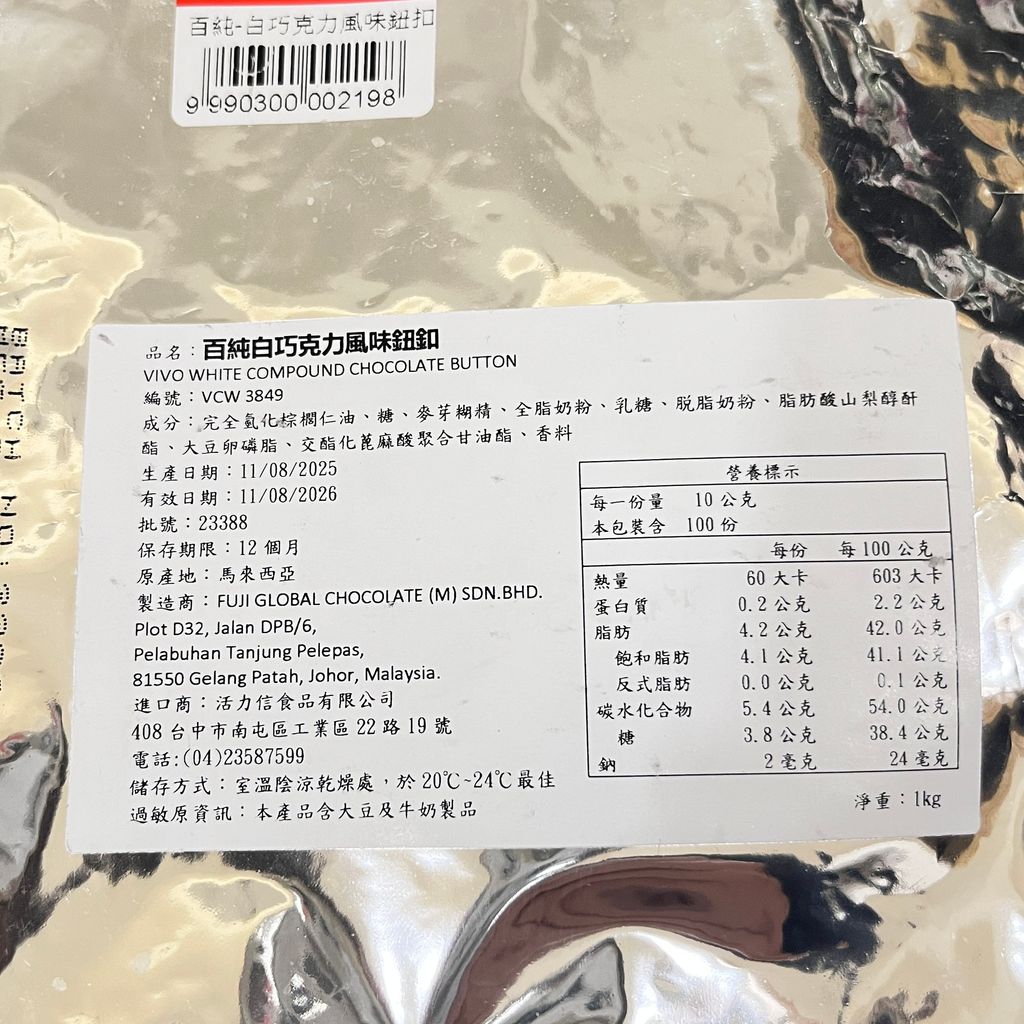 百純-白巧克力風味鈕扣
9 990300 002198
品名：百純白巧克力風味鈕釦
VIVO WHITE COMPOUND CHOCOLATE BUTTON
編號：VCW 3849
成分：完全氫化棕櫚仁油、糖、麥芽糊精、全脂奶粉、乳糖、脱脂奶粉、脂肪酸山梨醇酐
酯、大豆卵磷脂、交酯化蓖麻酸聚合甘油酯、香料
生產日期：11/08/2025
有效日期：11/08/2026
批號：23388
保存期限：12 個月
原產地：馬來西亞
製造商：FUJI GLOBAL CHOCOLATE (M) SDN.BHD.
Plot D32, Jalan DPB/6,
Pelabuhan Tanjung Pelepas,
81550 Gelang Patah, Johor, Malaysia.
進口商：活力信食品有限公司
408 台中市南屯區工業區 22 路 19 號
電話:(04)23587599
儲存方式：室溫陰涼乾燥處，於 20℃~24℃最佳
過敏原資訊：本產品含大豆及牛奶製品
營養標示
每一份量 10 公克
本包裝含 100 份
每份 每 100 公克
熱量 60 大卡 603 大卡
蛋白質 0.2 公克 2.2 公克
脂肪 4.2 公克 42.0 公克
飽和脂肪 4.1 公克 41.1 公克
反式脂肪 0.0 公克 0.1 公克
碳水化合物 5.4 公克 54.0 公克
糖 3.8 公克 38.4 公克
鈉 2 毫克 24 毫克
淨重：1kg
BATCH NO: